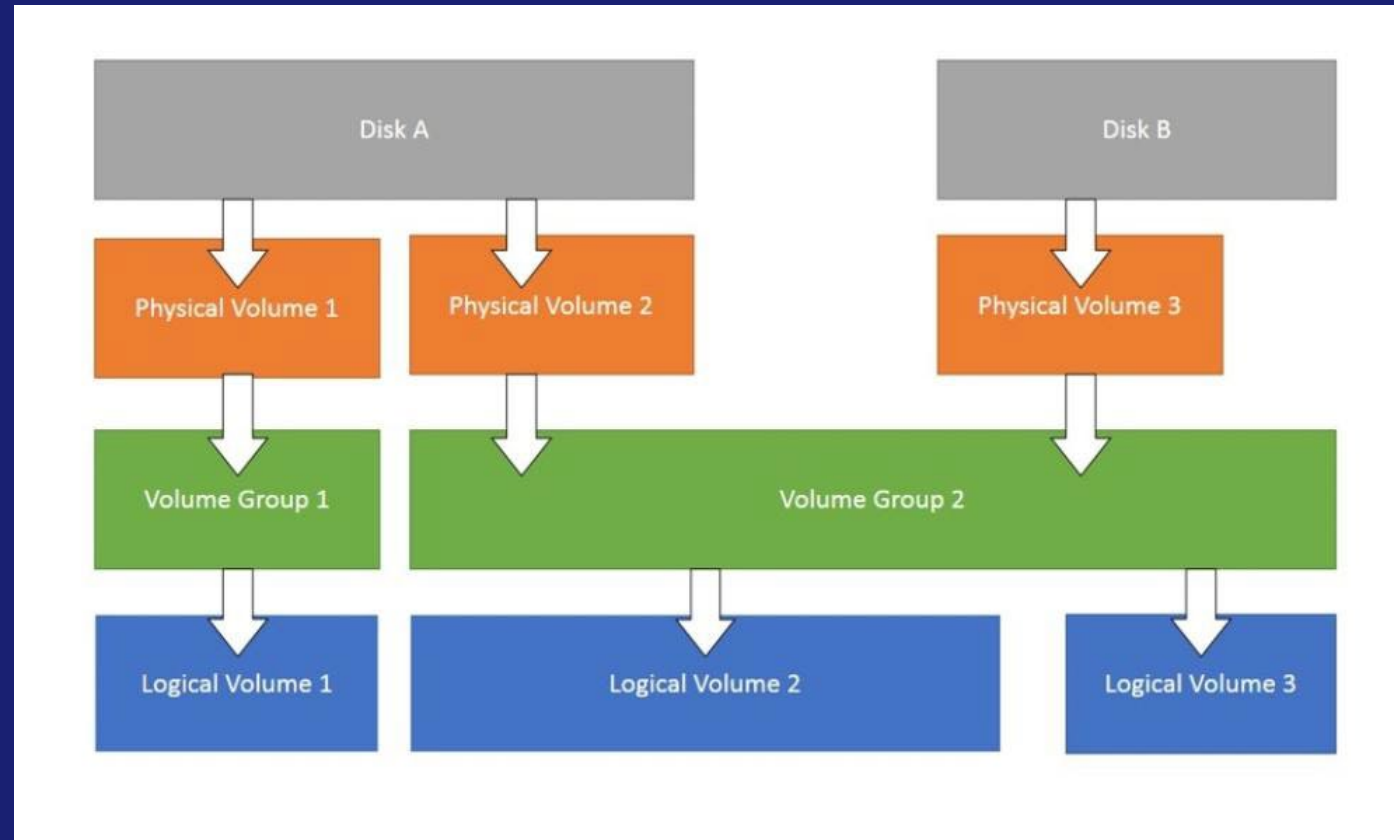 Disk A
Disk B
Physical Volume 1
Physical Volume 2
Physical Volume 3
Volume Group 1
Volume Group 2
Logical Volume 1
Logical Volume 2
Logical Volume 3